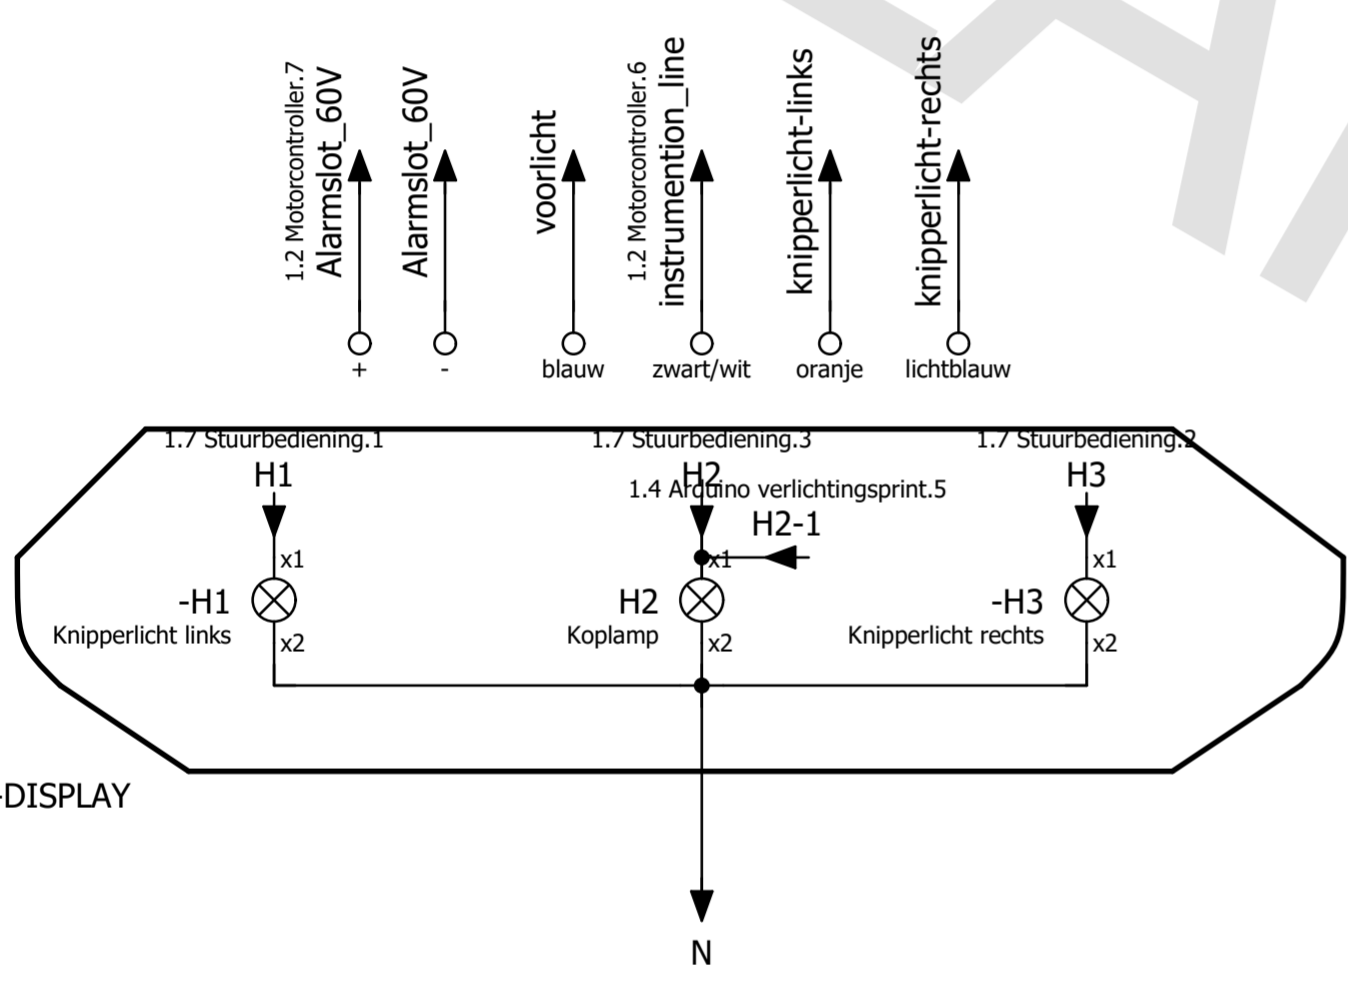 1.2 Motorcontroller.7
Alarmslot_60V
Alarmslot_60V
voorlicht
1.2 Motorcontroller.6
instrumention_line
knipperlicht-links
knipperlicht-rechts
+
-
blauw
zwart/wit
oranje
lichtblauw
1.7 Stuurbediening.1
1.7 Stuurbediening.3
1.7 Stuurbediening.2
H1
H2
H3
1.4 Arduino verlichtingsprint.5
H2-1
x1
x1
x1
-H1
H2
-H3
Knipperlicht links
Koplamp
Knipperlicht rechts
x2
x2
x2
-DISPLAY
N